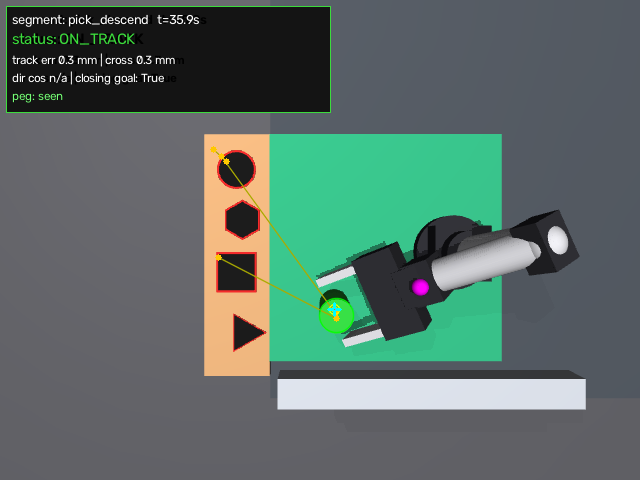 segment: pick_descend t=35.9s
status: ON_TRACK
track err 0.3 mm | cross 0.3 mm
dir cos n/a | closing goal: True
peg: seen